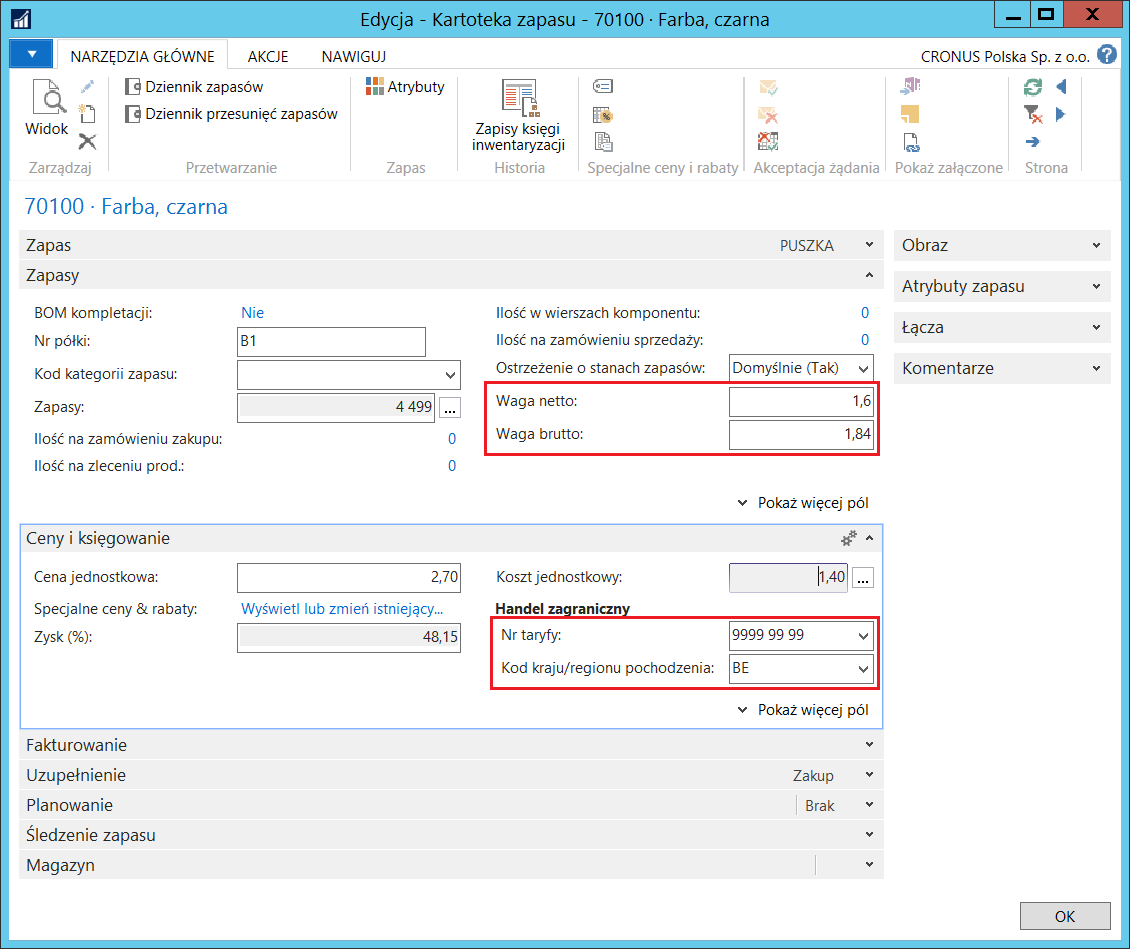 Edycja - Kartoteka zapasu - 70100 · Farba, czarna
NARZĘDZIA GŁÓWNE AKCJE NAWIGUJ CRONUS Polska Sp. z o.o. ?
Widok
Zarządzaj
Dziennik zapasów
Dziennik przesunięć zapasów
Przetwarzanie
Atrybuty
Zapas
Zapisy księgi
inwentaryzacji
Historia
Specjalne ceny i rabaty
Akceptacja żądania
Pokaż załączone
Strona
70100 · Farba, czarna
Zapas PUSZKA
Zapasy
BOM kompletacji: Nie
Nr półki: B1
Kod kategorii zapasu:
Zapasy: 4 499 ...
Ilość na zamówieniu zakupu: 0
Ilość na zleceniu prod.: 0
Ilość w wierszach komponentu: 0
Ilość na zamówieniu sprzedaży: 0
Ostrzeżenie o stanach zapasów: Domyślnie (Tak)
Waga netto: 1,6
Waga brutto: 1,84
Pokaż więcej pól
Ceny i księgowanie
Cena jednostkowa: 2,70
Specjalne ceny & rabaty: Wyświetl lub zmień istniejący...
Zysk (%): 48,15
Koszt jednostkowy: 1,40 ...
Handel zagraniczny
Nr taryfy: 9999 99 99
Kod kraju/regionu pochodzenia: BE
Pokaż więcej pól
Fakturowanie
Uzupełnienie Zakup
Planowanie Brak
Śledzenie zapasu
Magazyn
Obraz
Atrybuty zapasu
Łącza
Komentarze
OK